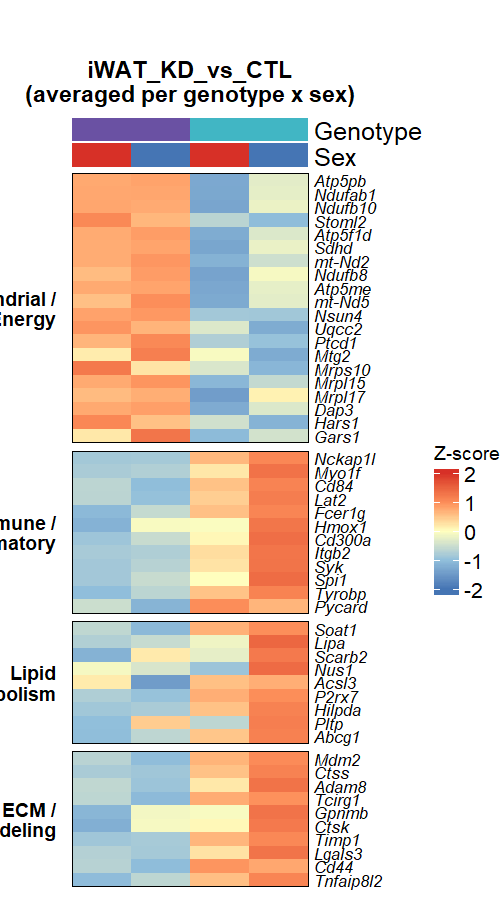 iWAT_KD_vs_CTL
(averaged per genotype x sex)
Genotype
Sex
Atp5pb
Ndufab1
Ndufb10
Stoml2
Atp5f1d
Sdhd
mt-Nd2
Ndufb8
Atp5me
mt-Nd5
Nsun4
Uqcc2
Ptcd1
Mtg2
Mrps10
Mrpl15
Mrpl17
Dap3
Hars1
Gars1
ndrial /
Energy
Nckap1l
Myo1f
Cd84
Lat2
Fcer1g
Hmox1
Cd300a
Itgb2
Syk
Spi1
Tyrobp
Pycard
mune /
matory
Soat1
Lipa
Scarb2
Nus1
Acsl3
P2rx7
Hilpda
Pltp
Abcg1
Lipid
bolism
Mdm2
Ctss
Adam8
Tcirg1
Gpnmb
Ctsk
Timp1
Lgals3
Cd44
Tnfaip8l2
ECM /
deling
Z-score
2
1
0
-1
-2